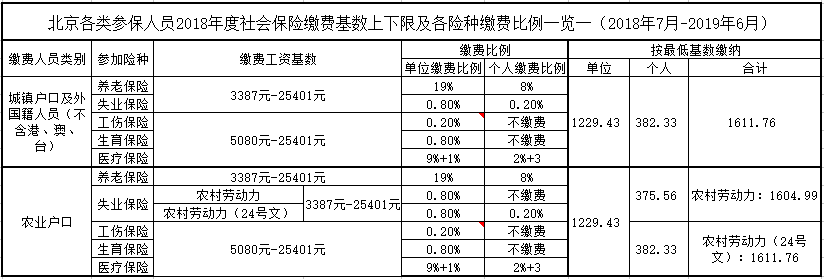 北京各类参保人员2018年度社会保险缴费基数上下限及各险种缴费比例一览一（2018年7月-2019年6月）
缴费人员类别 参加险种 缴费工资基数 缴费比例 按最低基数缴纳
单位缴费比例 个人缴费比例 单位 个人 合计
城镇户口及外国籍人员（不含港、澳、台） 养老保险 3387元-25401元 19% 8% 1229.43 382.33 1611.76
失业保险 0.80% 0.20%
工伤保险 5080元-25401元 0.20% 不缴费
生育保险 0.80% 不缴费
医疗保险 9%+1% 2%+3
农业户口 养老保险 3387元-25401元 19% 8% 1229.43 375.56 农村劳动力：1604.99
失业保险 农村劳动力 3387元-25401元 0.80% 不缴费
农村劳动力（24号文） 0.80% 0.20%
工伤保险 5080元-25401元 0.20% 不缴费 382.33 农村劳动力（24号文）:1611.76
生育保险 0.80% 不缴费
医疗保险 9%+1% 2%+3